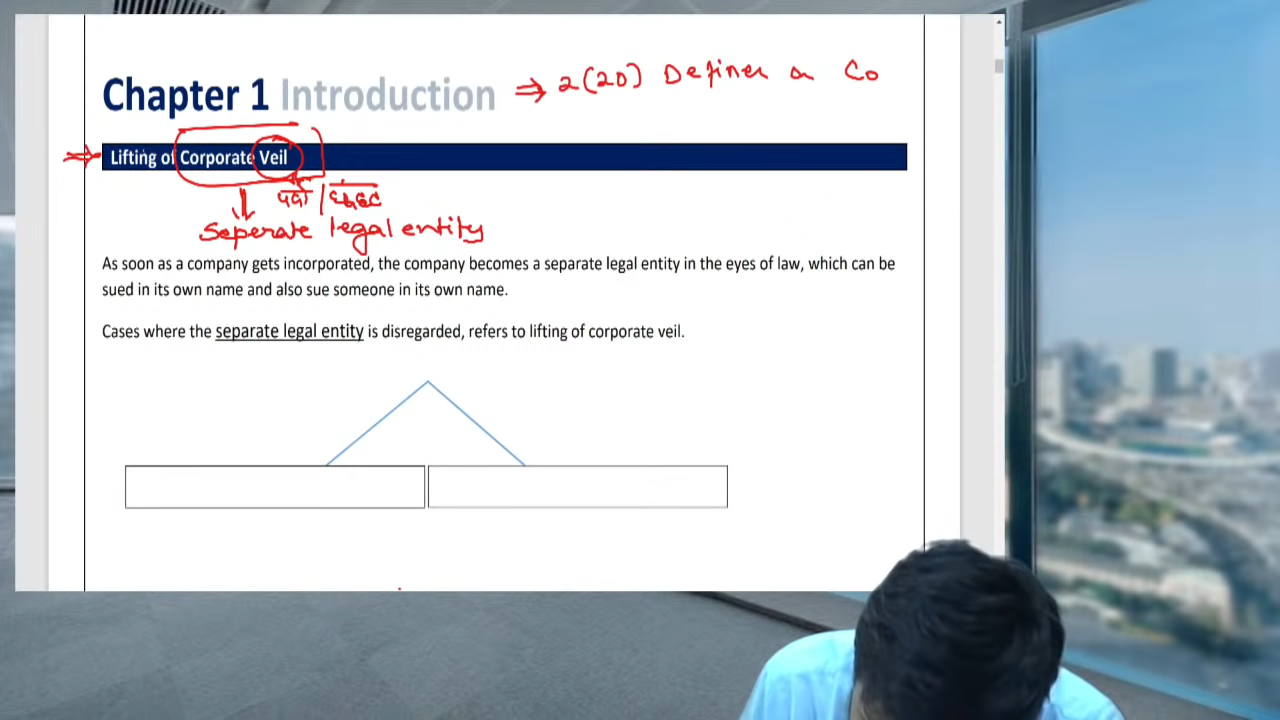 Chapter 1 Introduction ⇒ 2(20) Defines a Co
Lifting of Corporate Veil
Seperate legal entity
As soon as a company gets incorporated, the company becomes a separate legal entity in the eyes of law, which can be
sued in its own name and also sue someone in its own name.
Cases where the separate legal entity is disregarded, refers to lifting of corporate veil.